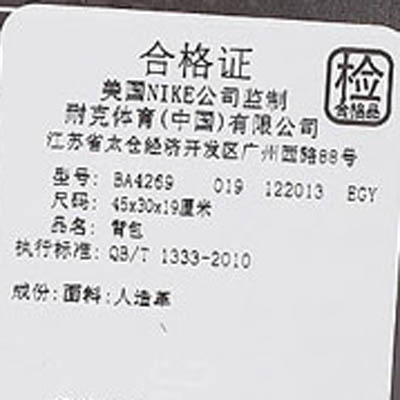 合格证
美国NIKE公司监制
耐克体育(中国)有限公司
江苏省太仓经济开发区广州西路88号
检
合格品
型号: BA4269 019 122013 EGY
尺码: 45x30x19厘米
品名: 背包
执行标准: QB/T 1333-2010
成份:面料:人造革